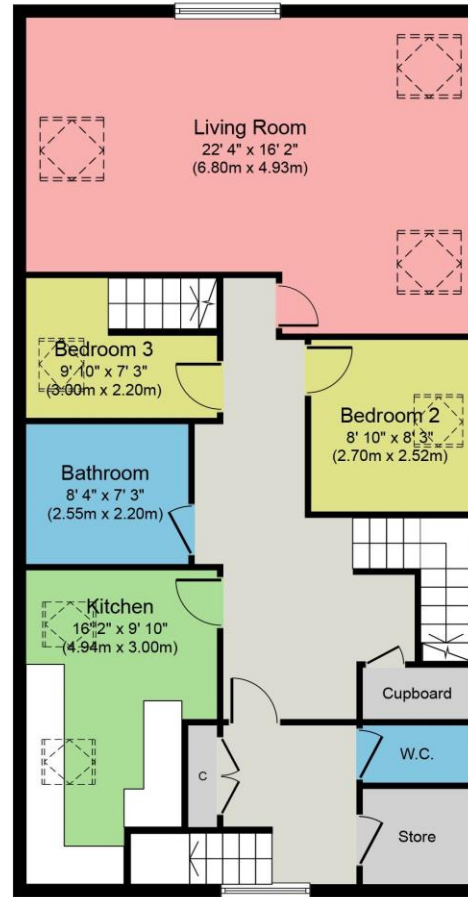 Living Room
22' 4" x 16' 2"
(6.80m x 4.93m)
Bedroom 3
9' 10" x 7' 3"
(3.00m x 2.20m)
Bedroom 2
8' 10" x 8' 3"
(2.70m x 2.52m)
Bathroom
8' 4" x 7' 3"
(2.55m x 2.20m)
Kitchen
16' 2" x 9' 10"
(4.94m x 3.00m)
Cupboard
W.C.
C
Store